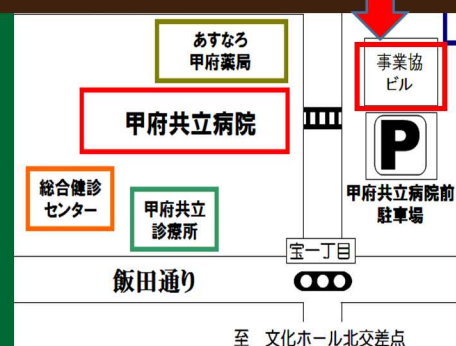 あすなろ
甲府薬局
事業協
ビル
甲府共立病院
P
甲府共立病院前
駐車場
総合健診
センター
甲府共立
診療所
宝一丁目
飯田通り
至 文化ホール北交差点